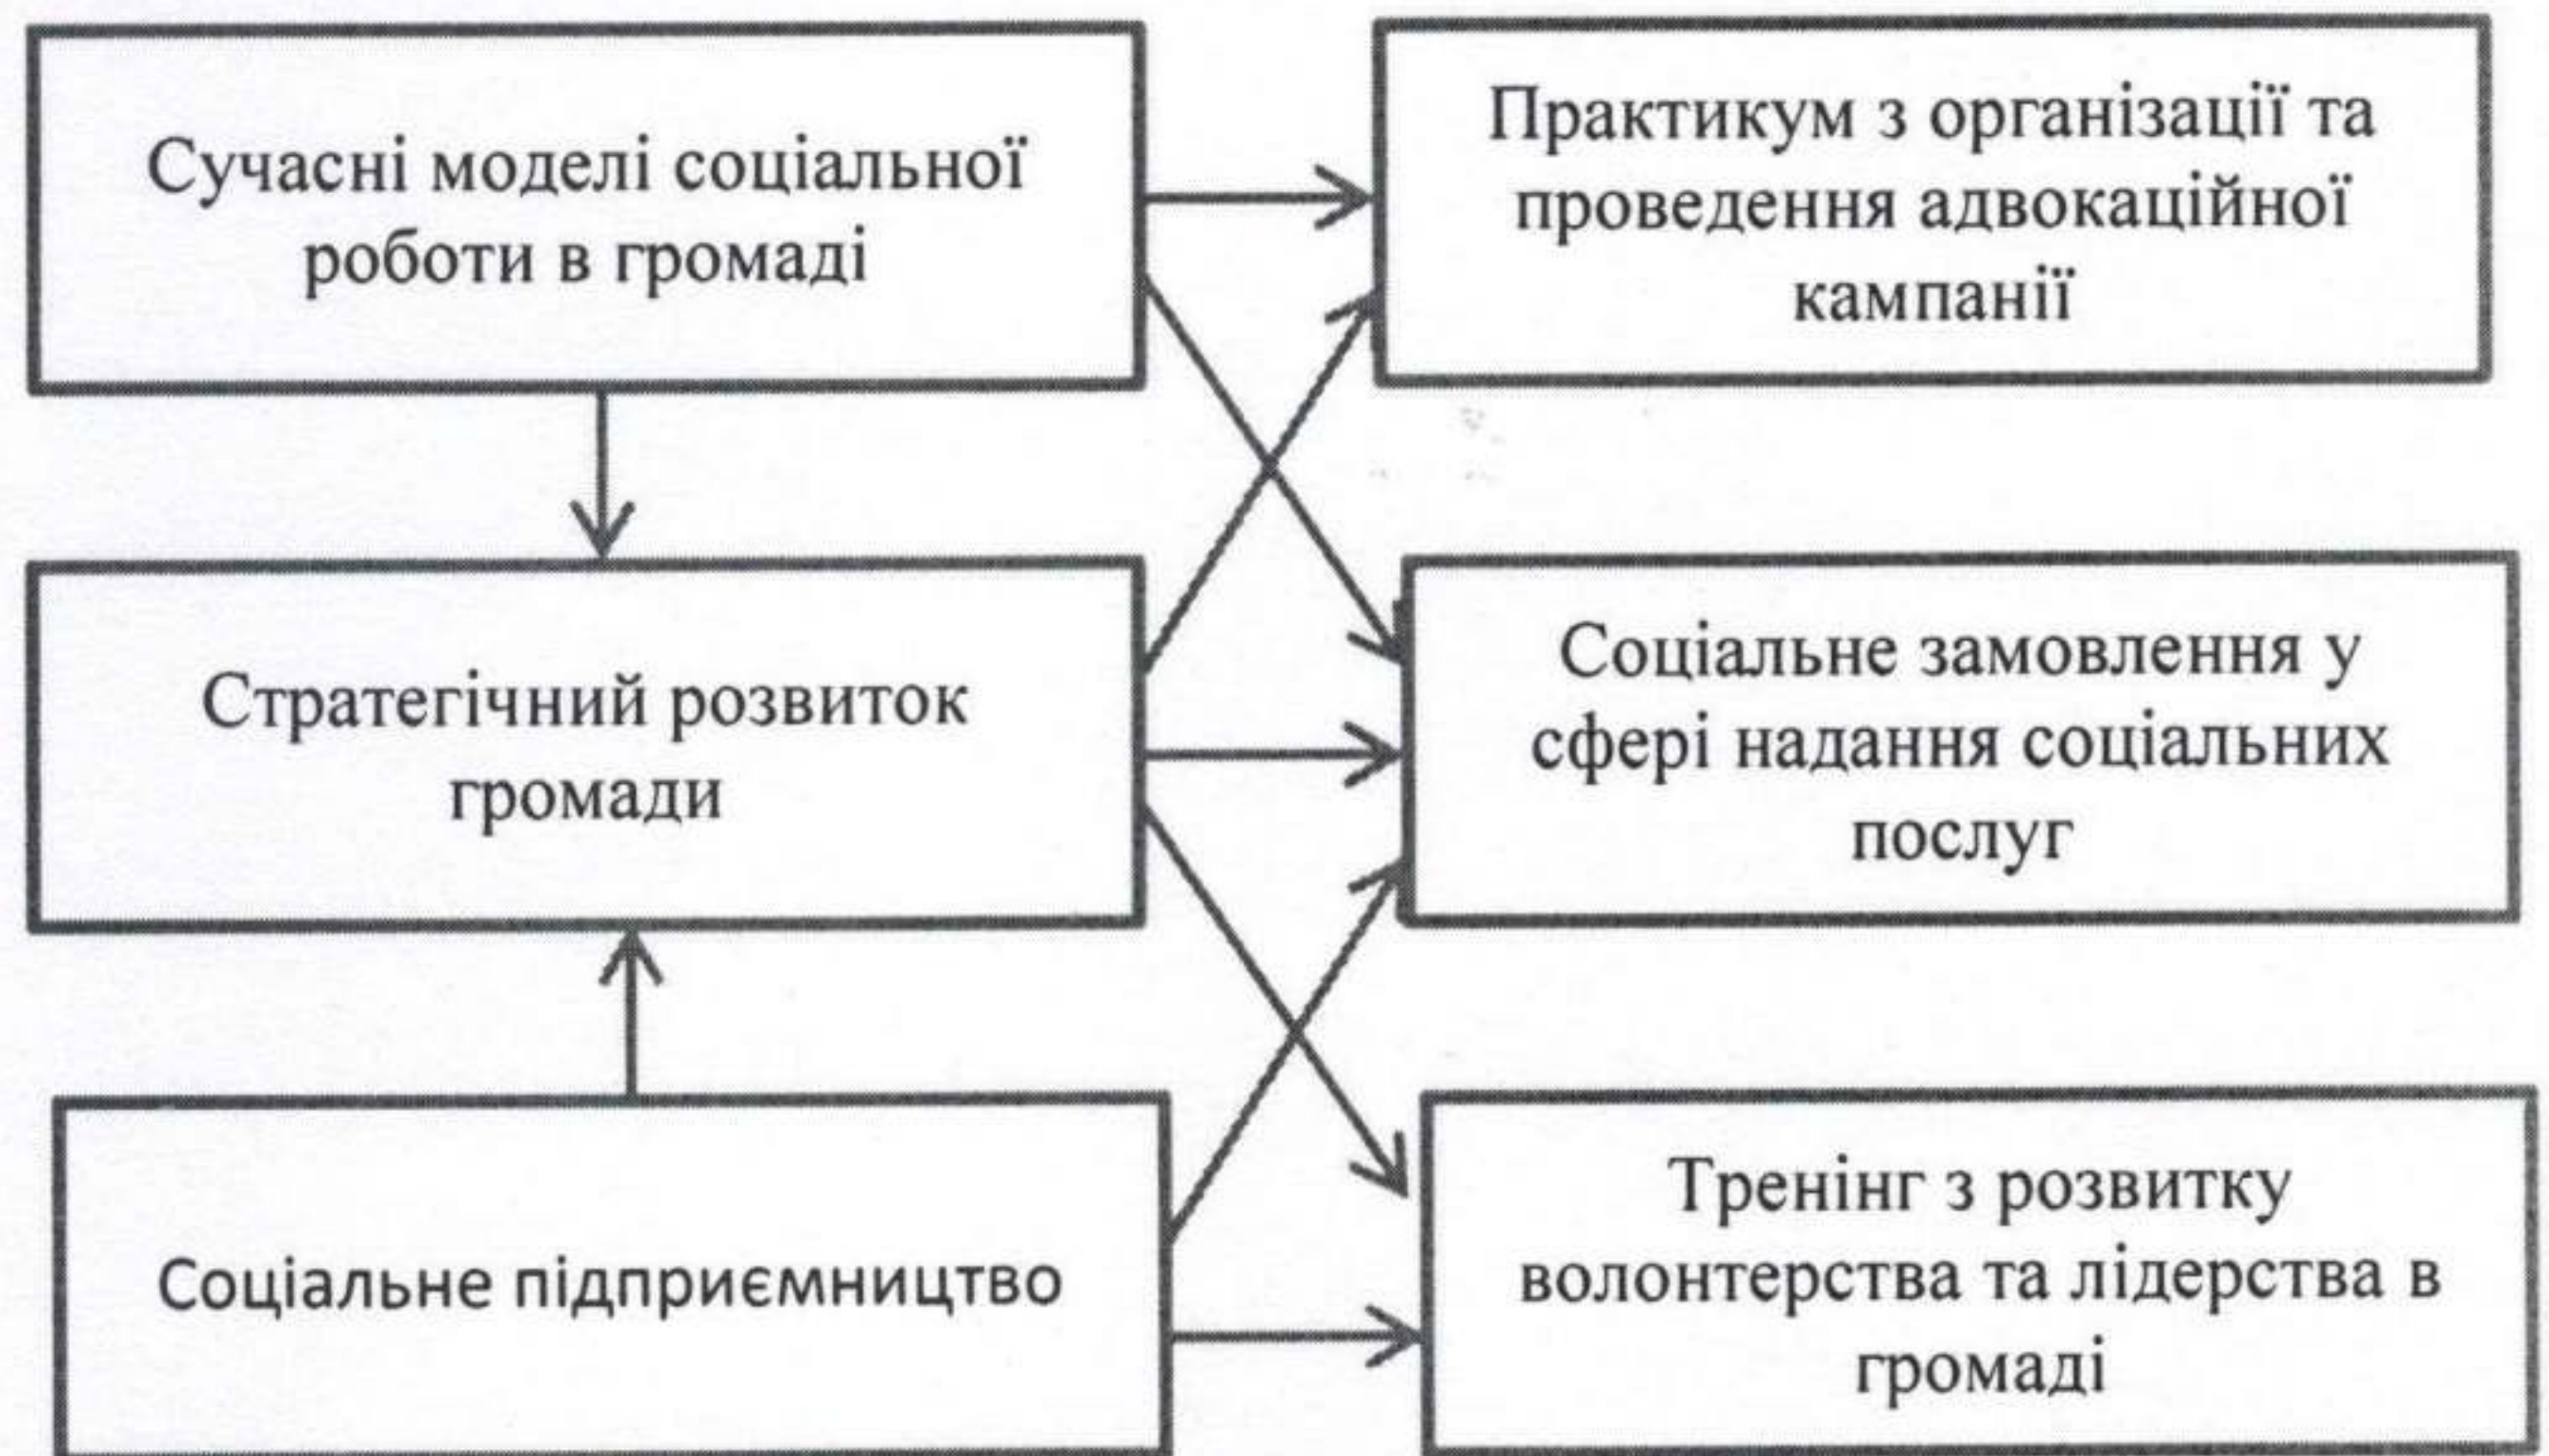 Сучасні моделі соціальної
роботи в громаді
Практикум з організації та
проведення адвокаційної
кампанії
Стратегічний розвиток
громади
Соціальне замовлення у
сфері надання соціальних
послуг
Соціальне підприємництво
Тренінг з розвитку
волонтерства та лідерства в
громаді